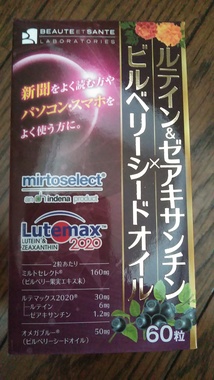 BEAUTE ET SANTE
LABORATORIES
新聞をよく読む方や
パソコン・スマホを
よく使う方に。
mirtoselect®
an indena product
Lutemax™
LUTEIN &
ZEAXANTHIN
2020
2粒あたり
ミルトセレクト® 160mg
(ビルベリー果実エキス末)
ルテマックス2020® 30mg
ールテイン 6mg
ーゼアキサンチン 1.2mg
オメガブルー® 50mg
(ビルベリーシードオイル)
ルテイン&ゼアキサンチン
×
ビルベリーシードオイル
60粒